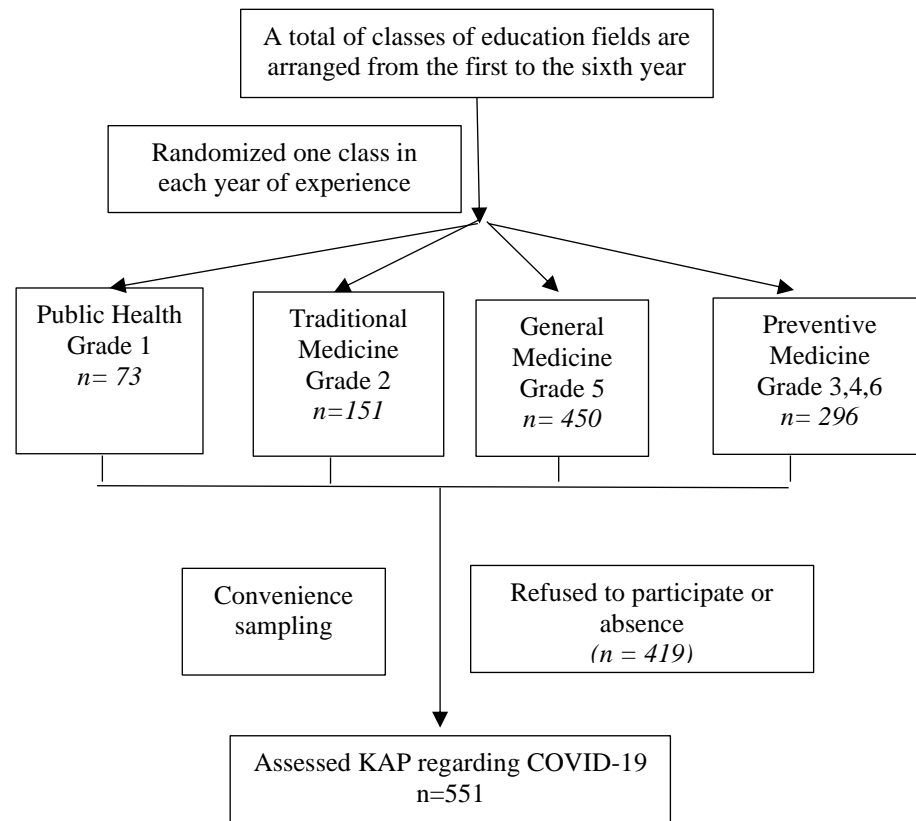 A total of classes of education fields are
arranged from the first to the sixth year
Randomized one class in
each year of experience
Public Health
Grade 1
n= 73
Traditional
Medicine
Grade 2
n=151
General
Medicine
Grade 5
n= 450
Preventive
Medicine
Grade 3,4,6
n= 296
Convenience
sampling
Refused to participate or
absence
(n = 419)
Assessed KAP regarding COVID-19
n=551